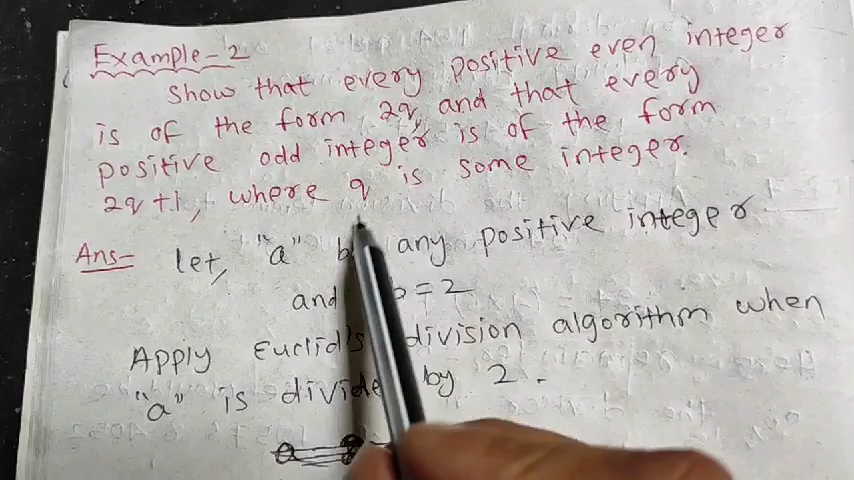 Example-2
Show that every positive even integer
is of the form 2q, and that every
positive odd integer is of the form
2q+1, where q is some integer.
Ans- let, "a" any positive integer
and b=2
Apply Euclid's division algorithm when
"a" is divide by 2.